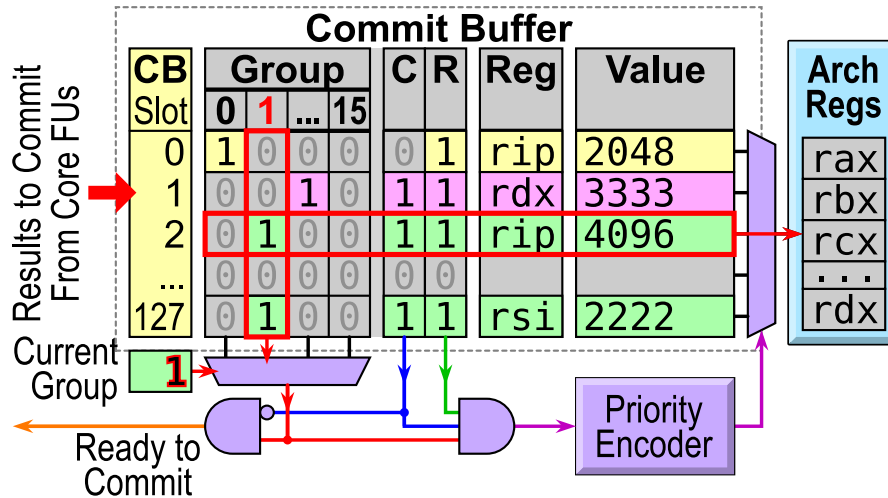 Commit Buffer
Results to Commit
From Core FUs
CB Group C R Reg Value
Slot 0 1 ... 15
0 1 0 0 0 0 1 rip 2048
1 0 0 1 0 1 1 rdx 3333
2 0 1 0 0 1 1 rip 4096
... 0 0 0 0 0 0
127 0 1 0 0 1 1 rsi 2222
Arch
Regs
rax
rbx
rcx
...
rdx
Current
Group
1
Ready to
Commit
Priority
Encoder